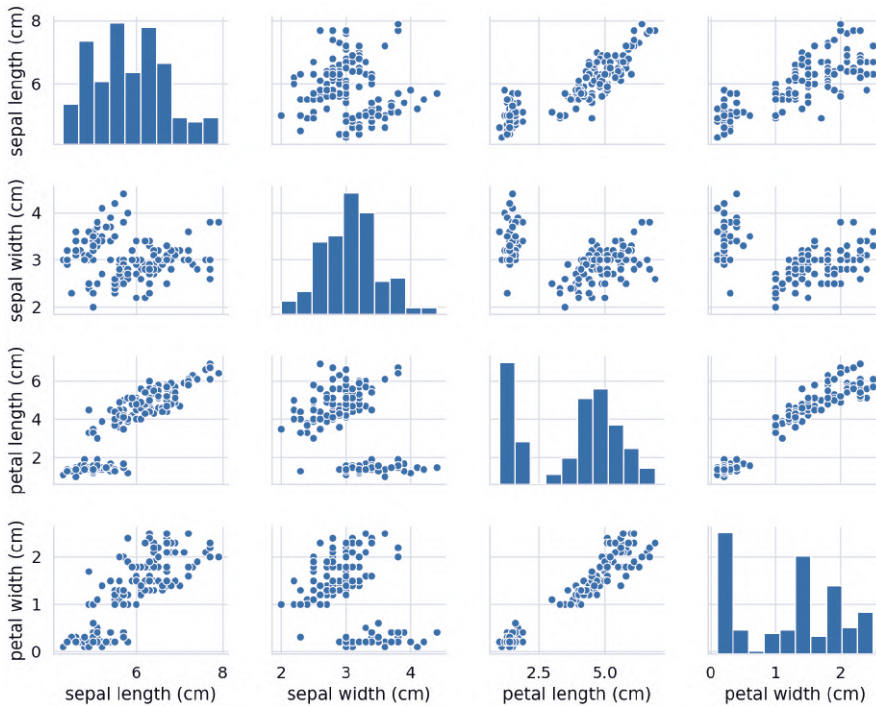 sepal length (cm)
8
6
sepal width (cm)
4
3
2
petal length (cm)
6
4
2
petal width (cm)
2
1
0
6
8
2
3
4
2.5
5.0
0
1
2
sepal length (cm)
sepal width (cm)
petal length (cm)
petal width (cm)